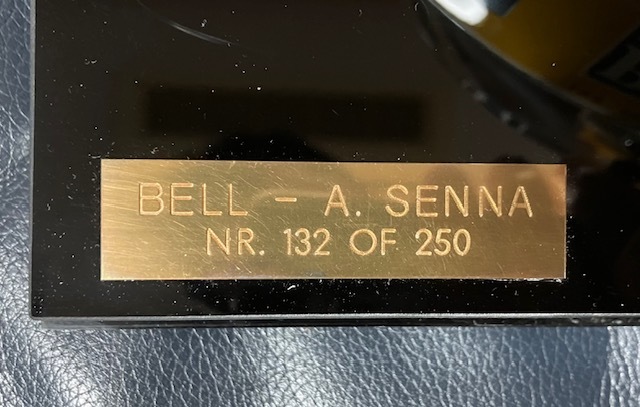 BELL - A. SENNA
NR. 132 OF 250